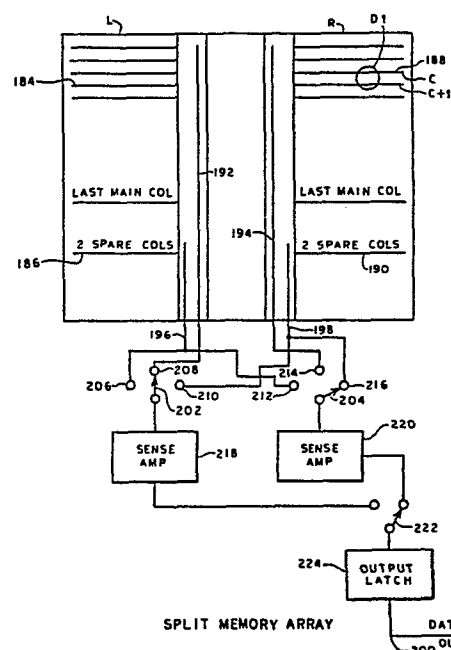 L R D1
188
184 C
C+1
192
LAST MAIN COL LAST MAIN COL
194
2 SPARE COLS 2 SPARE COLS
186 190
196 198
208 214
206 210 212 216
202 204
SENSE AMP 218 SENSE AMP 220
222
224 OUTPUT LATCH
SPLIT MEMORY ARRAY DAT
OU